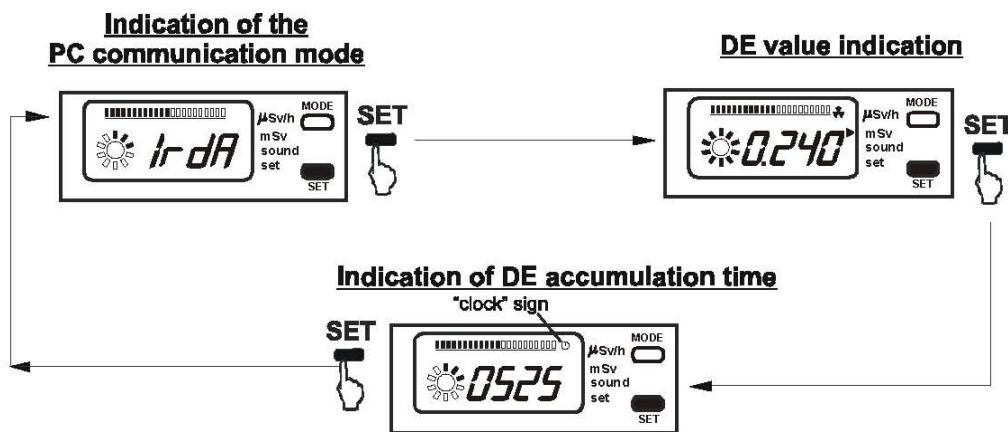 Indication of the
PC communication mode
DE value indication
IrdA
µSv/h
mSv
sound
set
MODE
SET
SET
0.240
µSv/h
mSv
sound
set
MODE
SET
SET
Indication of DE accumulation time
"clock" sign
SET
0525
µSv/h
mSv
sound
set
MODE
SET